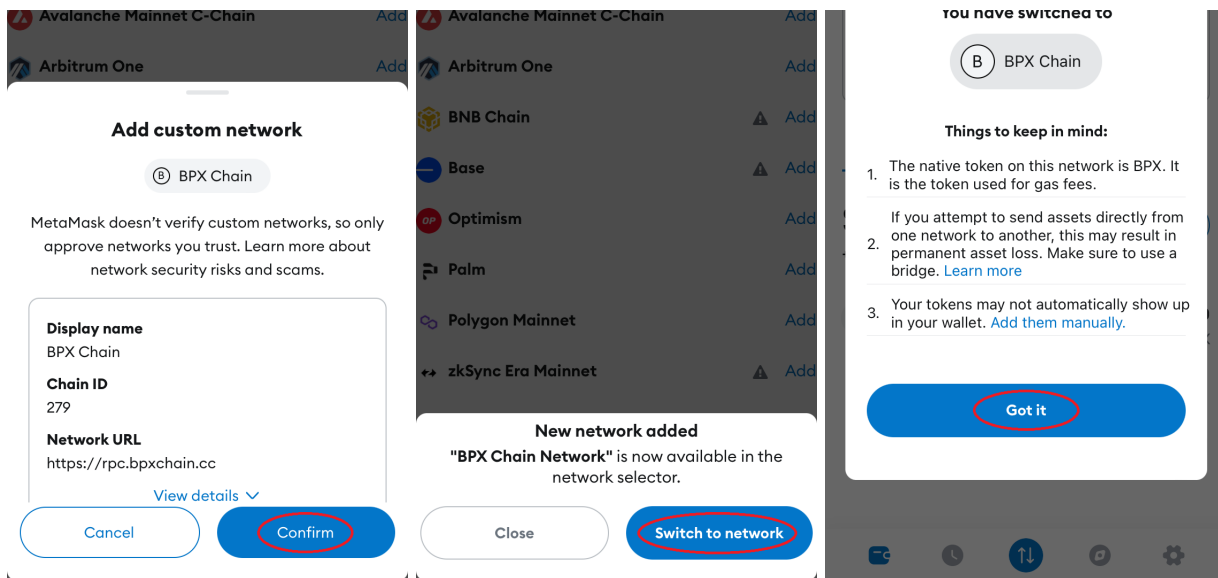 Avalanche Mainnet C-Chain
Add
Arbitrum One
Add
Add custom network
B
BPX Chain
MetaMask doesn’t verify custom networks, so only
approve networks you trust. Learn more about
network security risks and scams.
Display name
BPX Chain
Chain ID
279
Network URL
https://rpc.bpxchain.cc
View details
Cancel
Confirm
Avalanche Mainnet C-Chain
Add
Arbitrum One
Add
BNB Chain
Add
Base
Add
OP
Optimism
Add
Palm
Add
Polygon Mainnet
Add
zkSync Era Mainnet
Add
New network added
"BPX Chain Network" is now available in the
network selector.
Close
Switch to network
You have switched to
B
BPX Chain
Things to keep in mind:
1. The native token on this network is BPX. It
is the token used for gas fees.
2. If you attempt to send assets directly from
one network to another, this may result in
permanent asset loss. Make sure to use a
bridge. Learn more
3. Your tokens may not automatically show up
in your wallet. Add them manually.
Got it